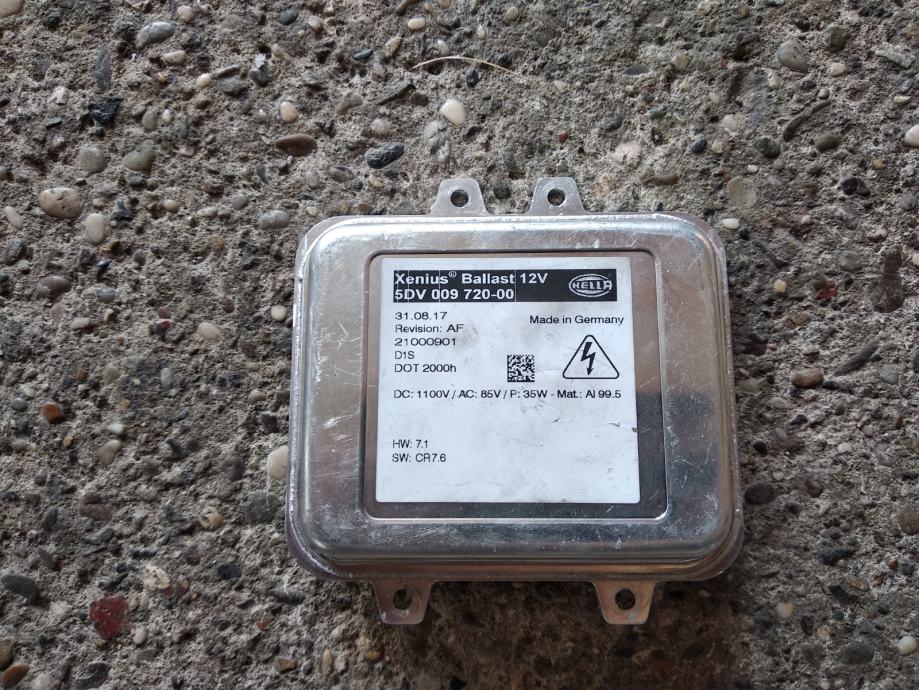 Xenius® Ballast 12V
5DV 009 720-00
HELLA
31.08.17
Made in Germany
Revision: AF
21000901
D1S
DOT 2000h
DC: 1100V / AC: 85V / P: 35W - Mat.: Al 99.5
HW: 7.1
SW: CR7.6